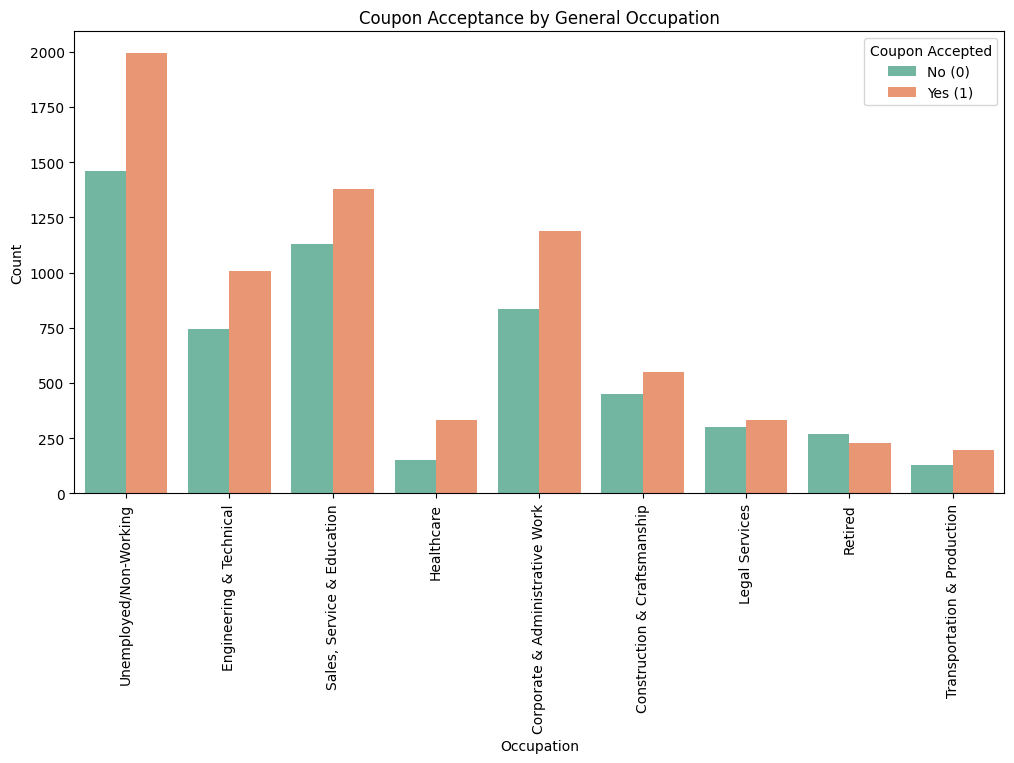 Coupon Acceptance by General Occupation
Coupon Accepted
No (0)
Yes (1)
2000
1750
1500
1250
1000
750
500
250
0
Count
Unemployed/Non-Working
Engineering & Technical
Sales, Service & Education
Healthcare
Corporate & Administrative Work
Construction & Craftsmanship
Legal Services
Retired
Transportation & Production
Occupation